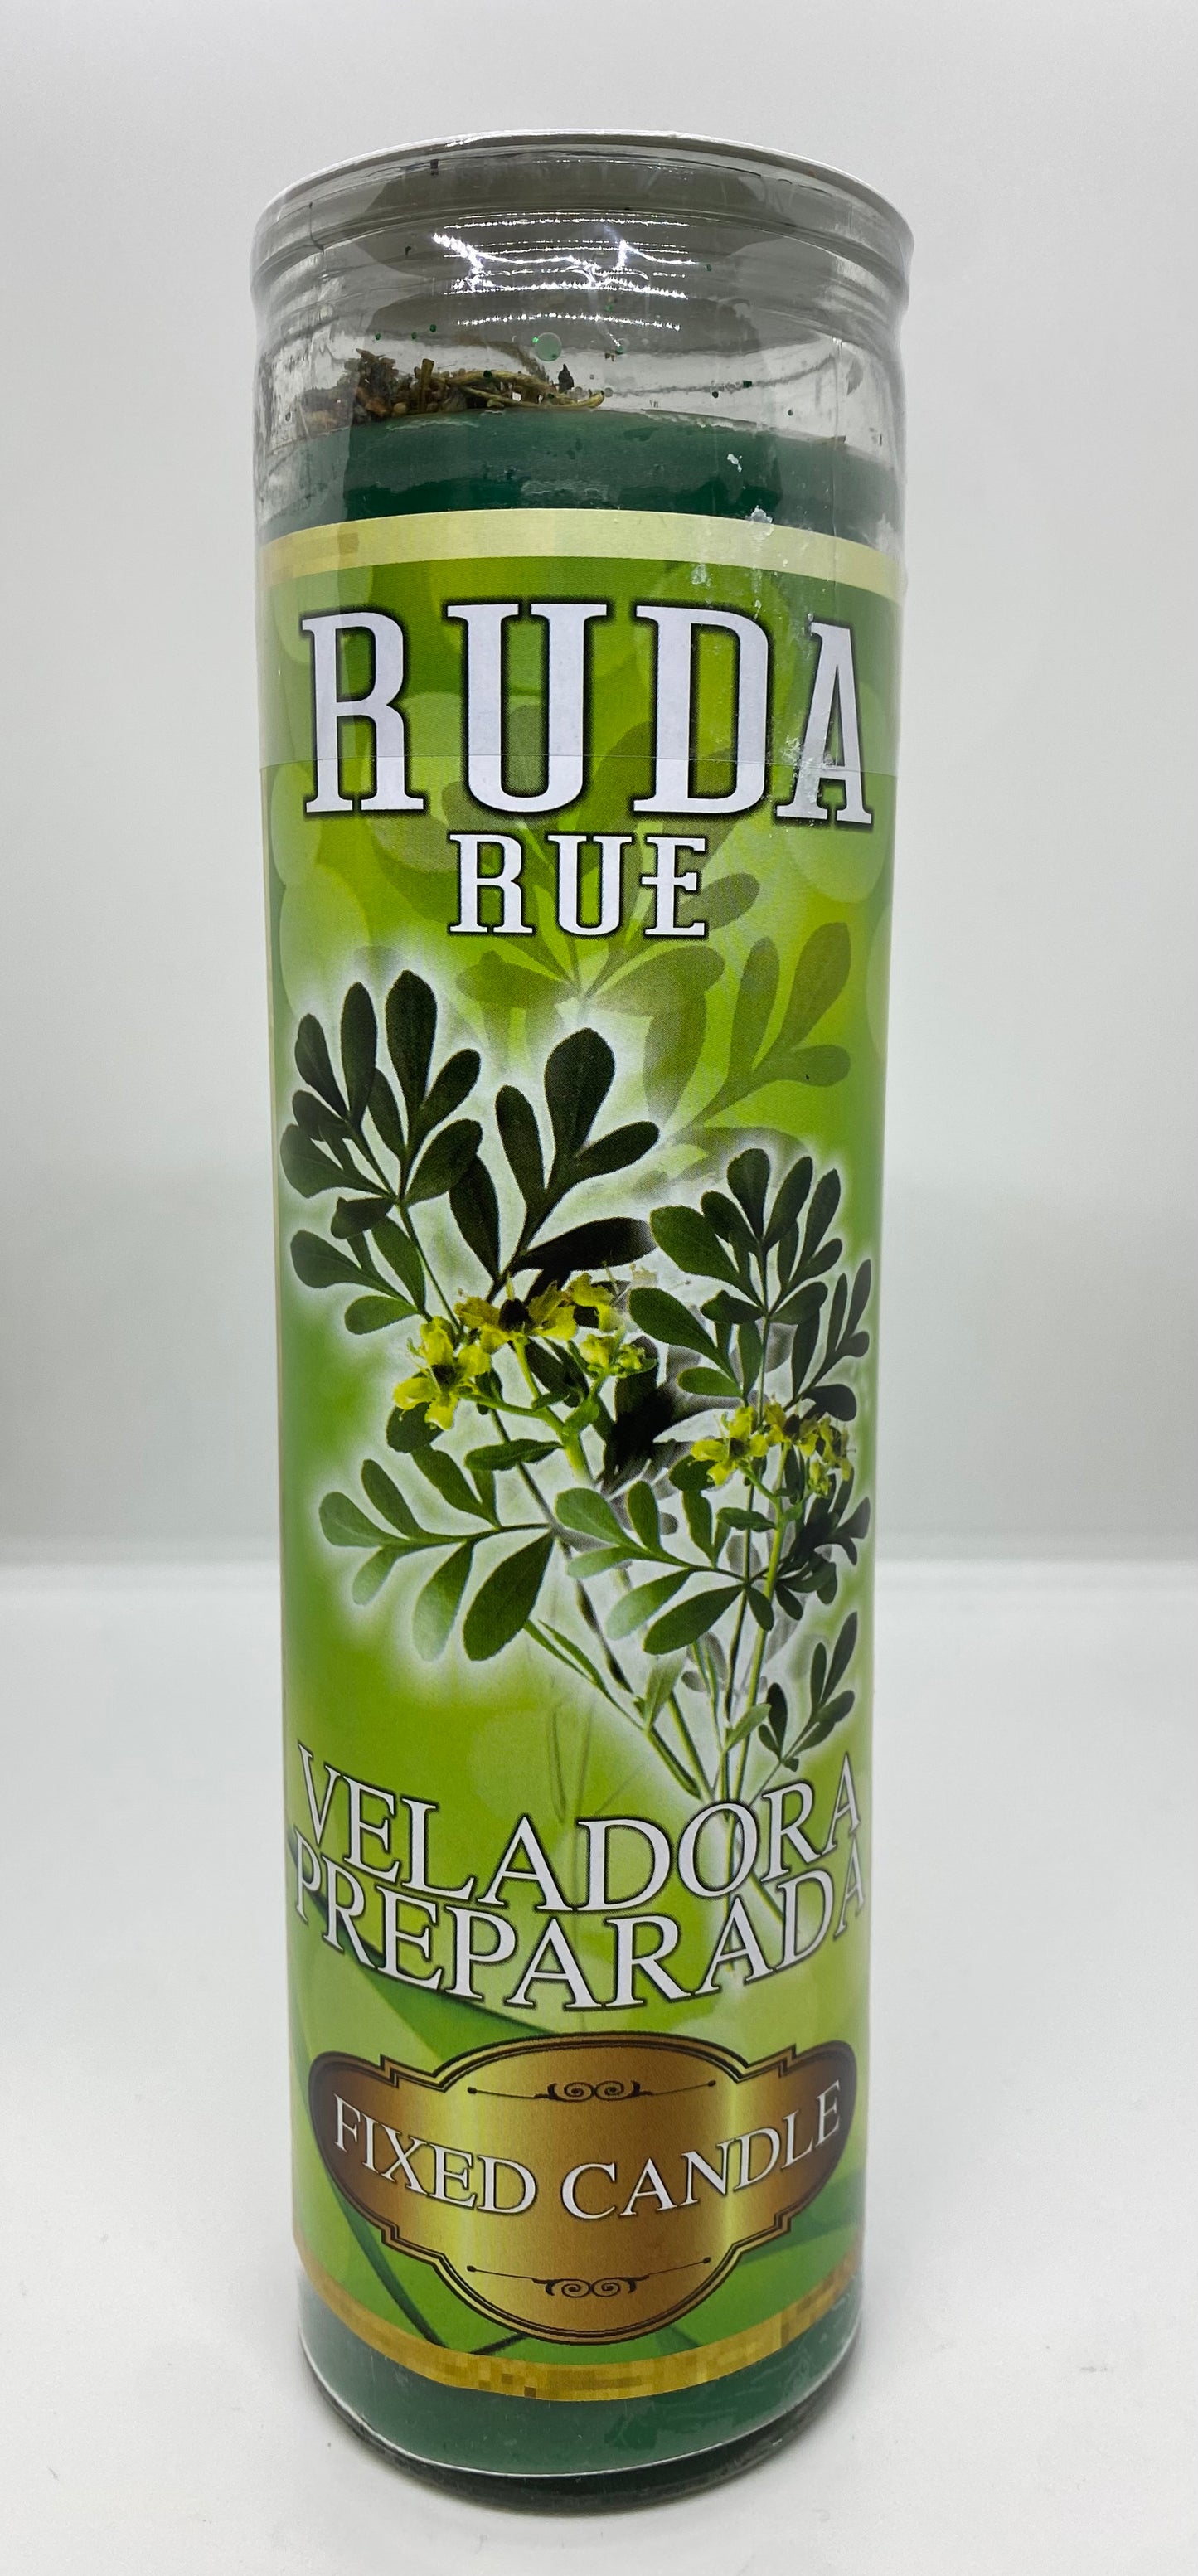 RUDA
RUE
VELADORA
PREPARADA
FIXED CANDLE